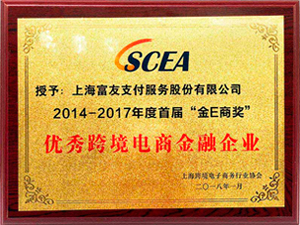 SCEA
授予：上海富友支付服务股份有限公司
2014-2017年度首届“金E商奖”
优秀跨境电商金融企业
上海跨境电子商务行业协会
二〇一八年一月